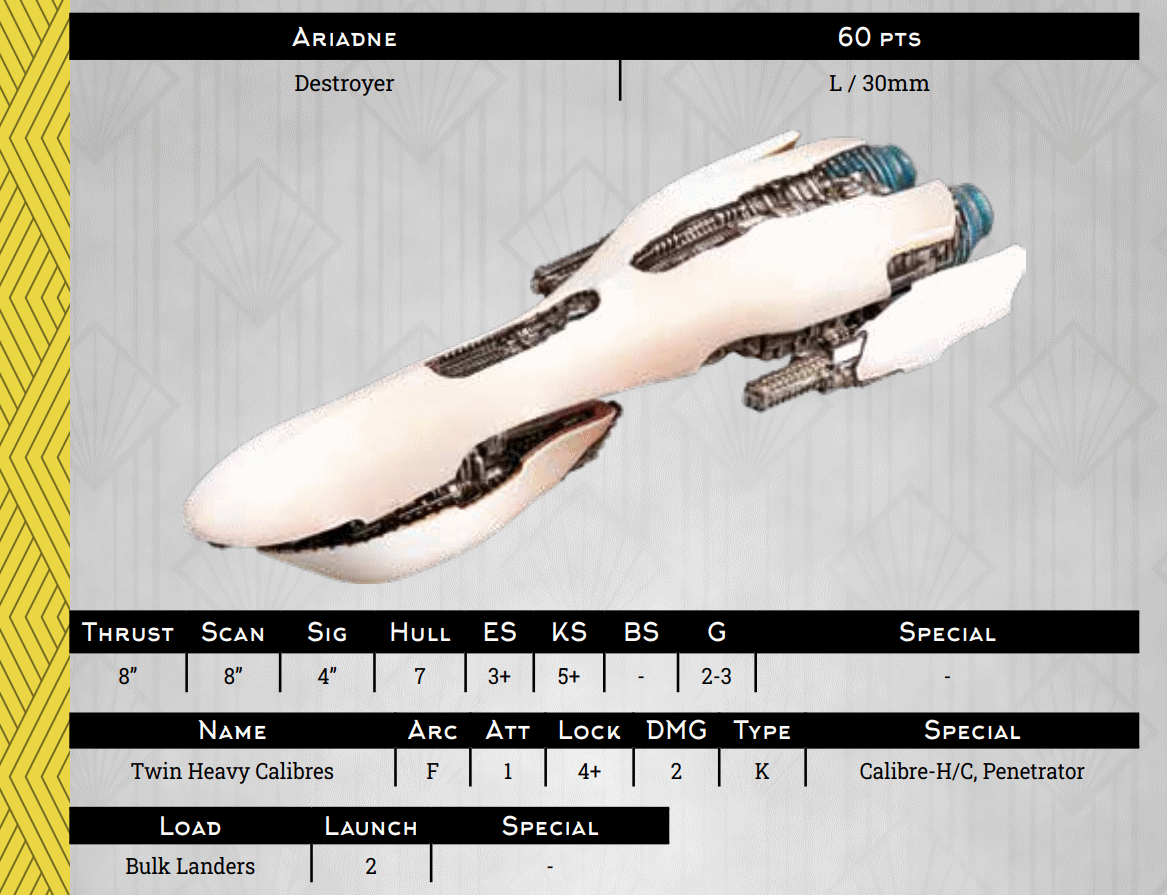 Ariadne 60 pts
Destroyer L / 30mm
Thrust Scan Sig Hull ES KS BS G Special
8” 8” 4” 7 3+ 5+ - 2-3 -
Name Arc Att Lock DMG Type Special
Twin Heavy Calibres F 1 4+ 2 K Calibre-H/C, Penetrator
Load Launch Special
Bulk Landers 2 -